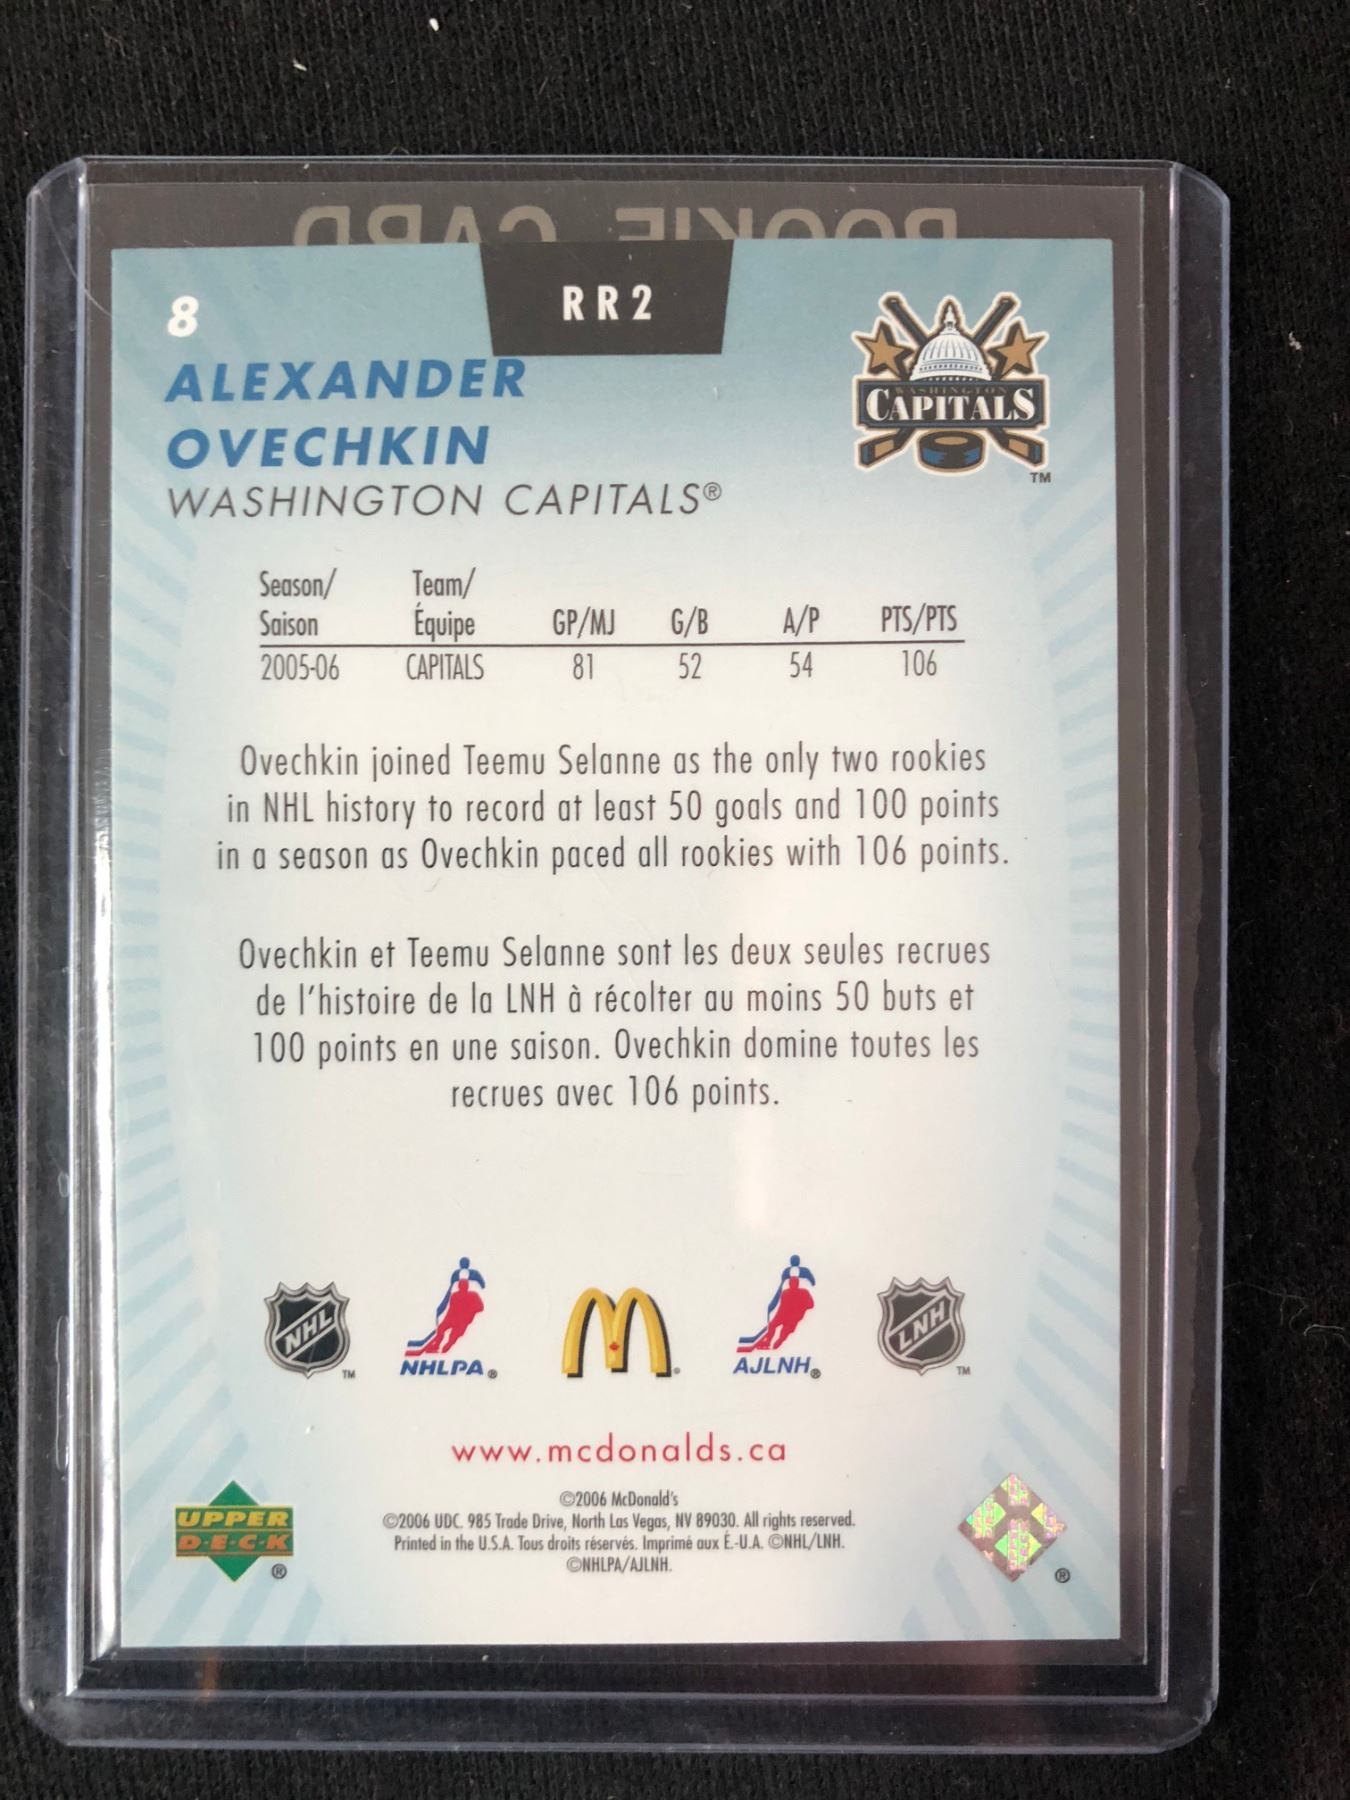 ROOKIE CARD
RR2
8
ALEXANDER
OVECHKIN
WASHINGTON CAPITALS®
WASHINGTON
CAPITALS
TM
Season/ Team/
Saison Équipe GP/MJ G/B A/P PTS/PTS
2005-06 CAPITALS 81 52 54 106
Ovechkin joined Teemu Selanne as the only two rookies
in NHL history to record at least 50 goals and 100 points
in a season as Ovechkin paced all rookies with 106 points.
Ovechkin et Teemu Selanne sont les deux seules recrues
de l'histoire de la LNH à récolter au moins 50 buts et
100 points en une saison. Ovechkin domine toutes les
recrues avec 106 points.
NHL TM
NHLPA®
®
AJLNH®
LNH TM
www.mcdonalds.ca
©2006 McDonald's
©2006 UDC. 985 Trade Drive, North Las Vegas, NV 89030. All rights reserved.
Printed in the U.S.A. Tous droits réservés. Imprimé aux É.-U.A. ©NHL/LNH.
©NHLPA/AJLNH.
UPPER
D·E·C·K
®
®